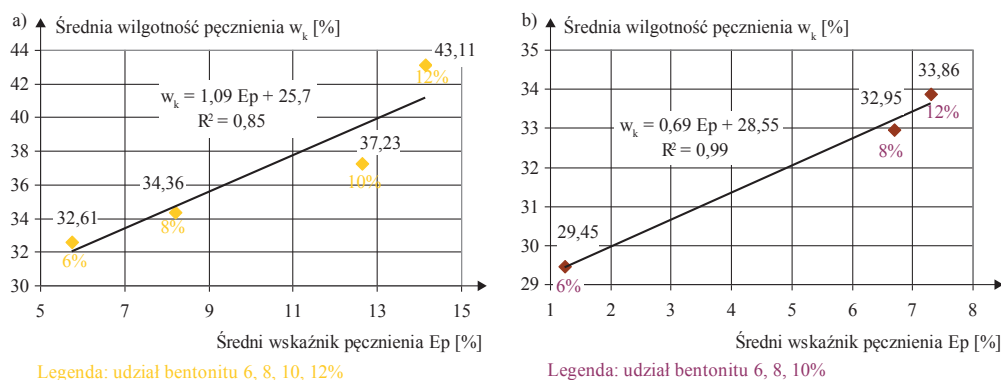 a) Średnia wilgotność pęcznienia wk [%]
44
42
40
38
36
34
32
30
43,11
12%
wk = 1,09 Ep + 25,7
R² = 0,85
37,23
10%
34,36
8%
32,61
6%
5 7 9 11 13 15
Średni wskaźnik pęcznienia Ep [%]
Legenda: udział bentonitu 6, 8, 10, 12%
b) Średnia wilgotność pęcznienia wk [%]
35
34
33
32
31
30
29
33,86
12%
32,95
8%
wk = 0,69 Ep + 28,55
R² = 0,99
29,45
6%
1 2 3 4 5 6 7 8
Średni wskaźnik pęcznienia Ep [%]
Legenda: udział bentonitu 6, 8, 10%